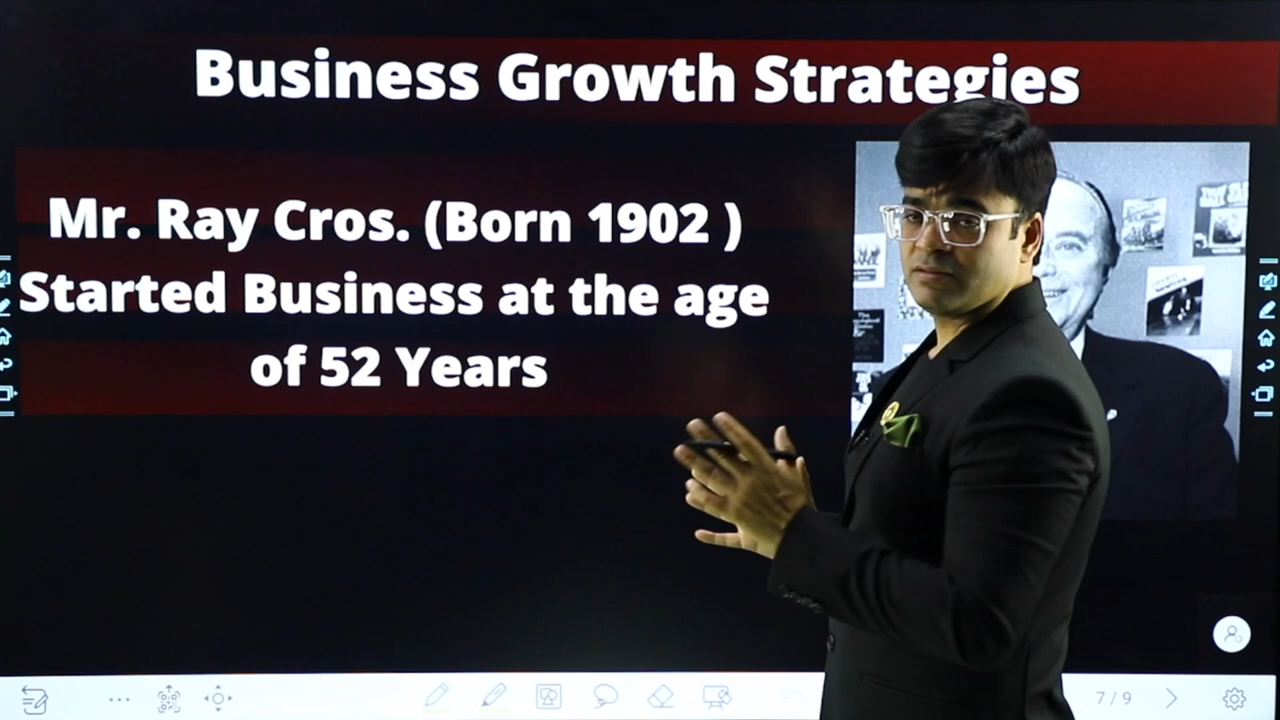 Business Growth Strategies
Mr. Ray Cros. (Born 1902 )
Started Business at the age
of 52 Years
7 / 9